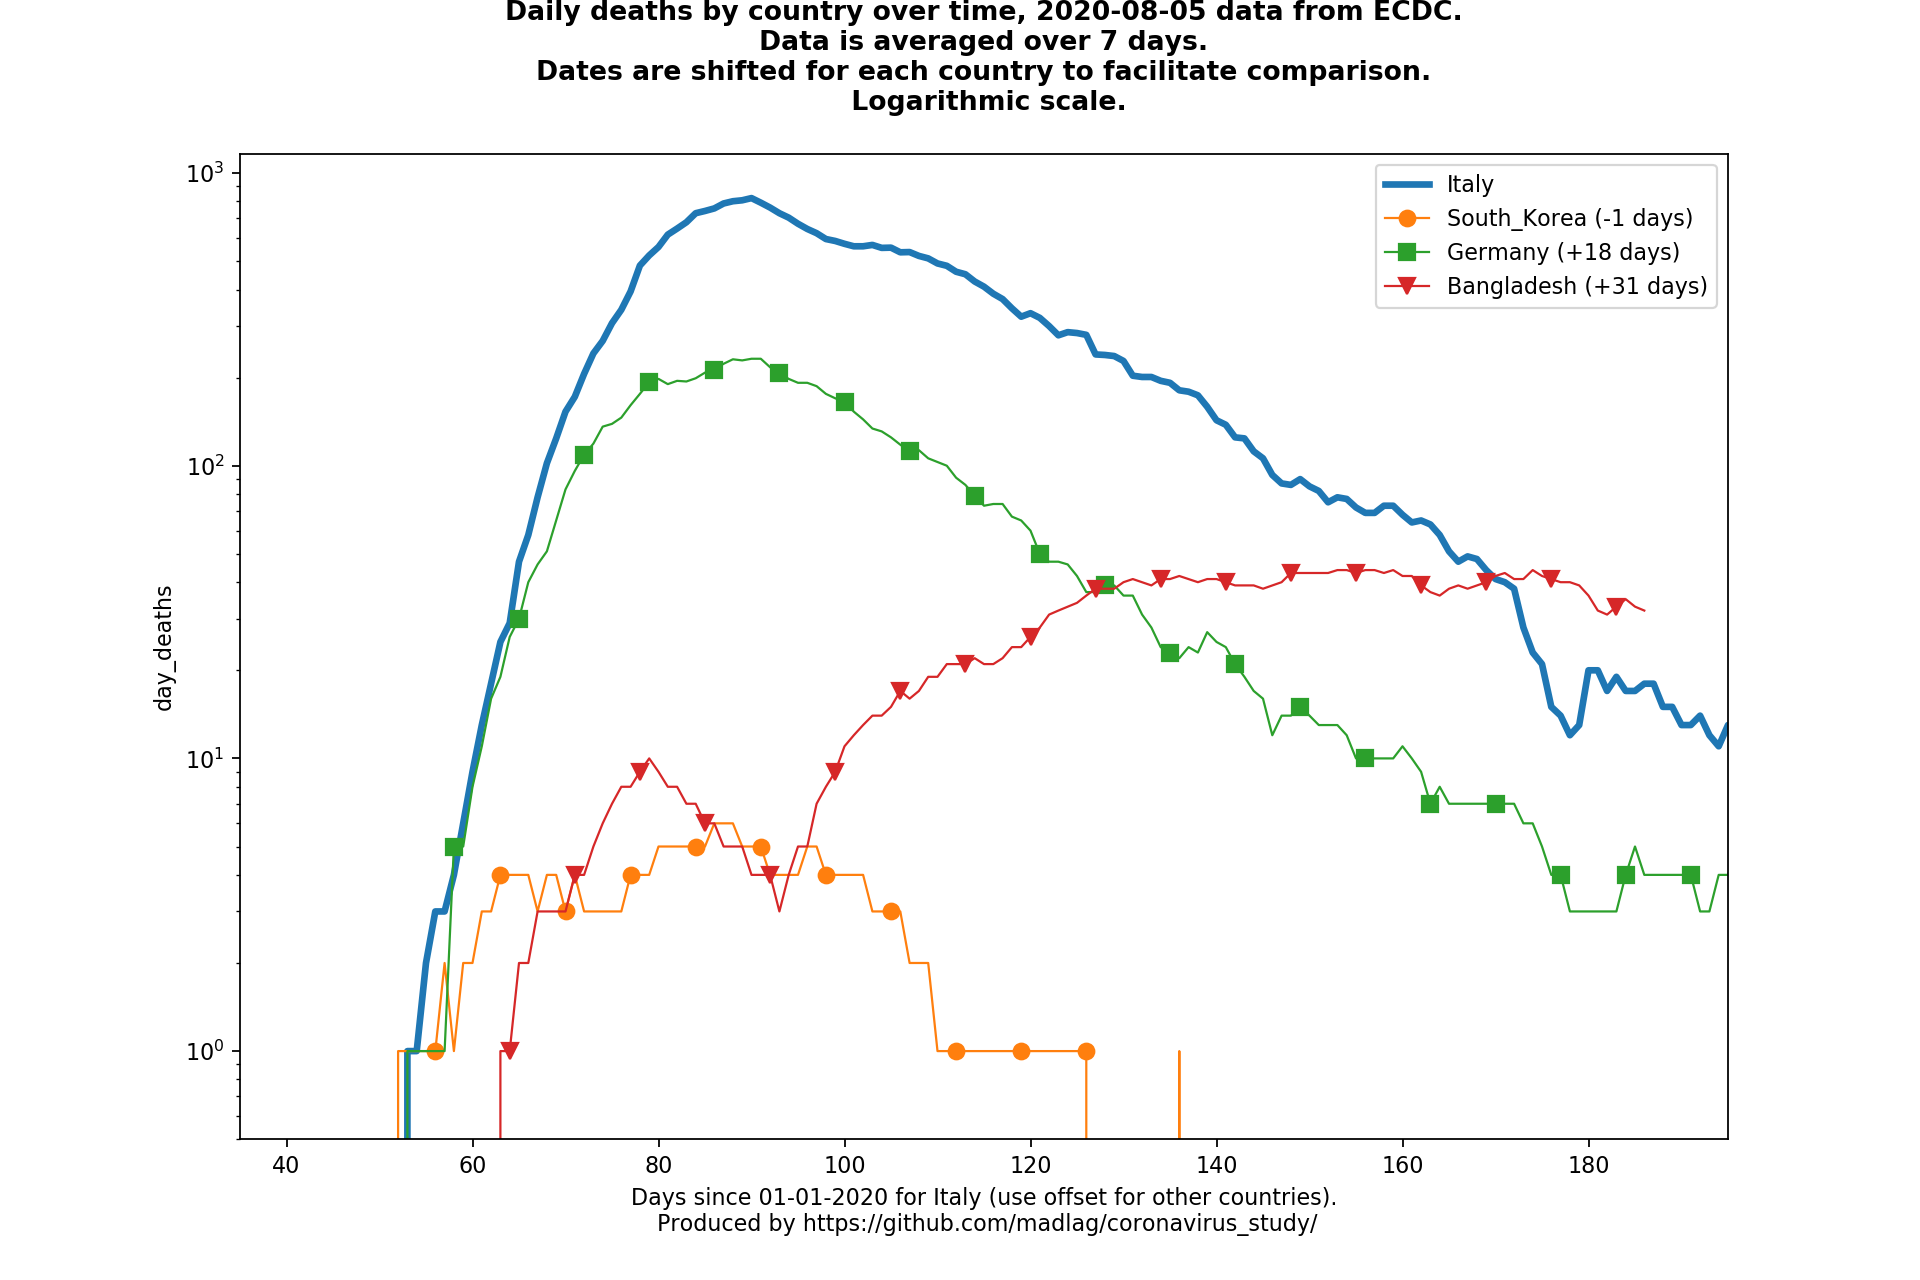 Daily deaths by country over time, 2020-08-05 data from ECDC.
Data is averaged over 7 days.
Dates are shifted for each country to facilitate comparison.
Logarithmic scale.
10³
Italy
South_Korea (-1 days)
Germany (+18 days)
Bangladesh (+31 days)
10²
day_deaths
10¹
10⁰
40 60 80 100 120 140 160 180
Days since 01-01-2020 for Italy (use offset for other countries).
Produced by https://github.com/madlag/coronavirus_study/